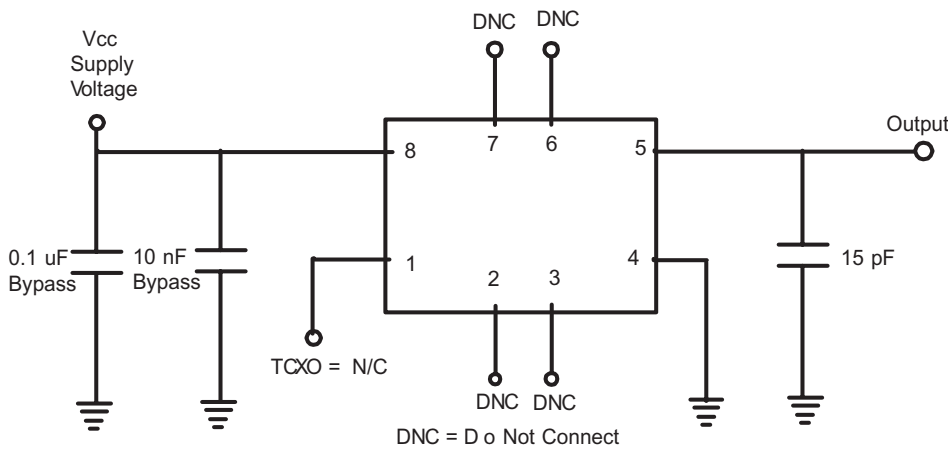 DNC
DNC
Vcc
Supply
Voltage
Output
7
6
8
5
0.1 uF
Bypass
10 nF
Bypass
1
4
15 pF
2
3
TCXO = N/C
DNC
DNC
DNC = D o Not Connect